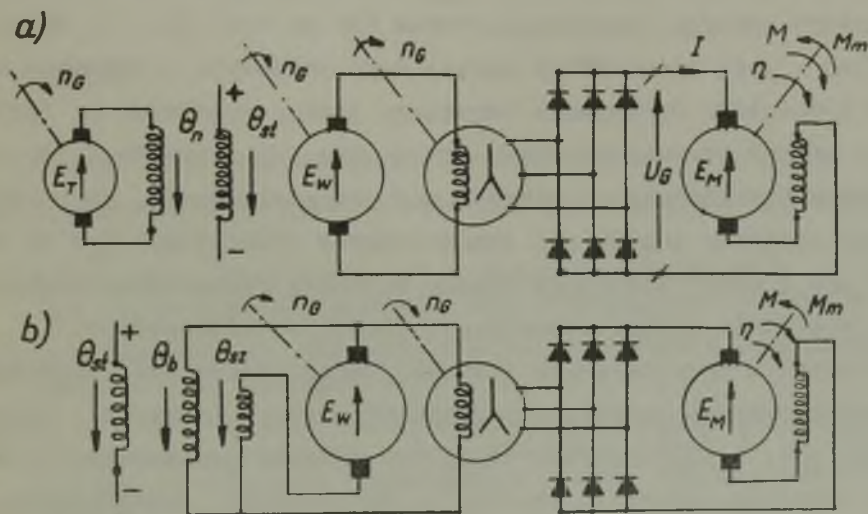 a)
n_G
n_G
n_G
I
M
M_m
n
E_T
Θ_n
+
Θ_st
−
E_W
U_G
E_M
b)
+
Θ_st
−
Θ_b
Θ_sz
n_G
n_G
E_W
M
M_m
n
E_M